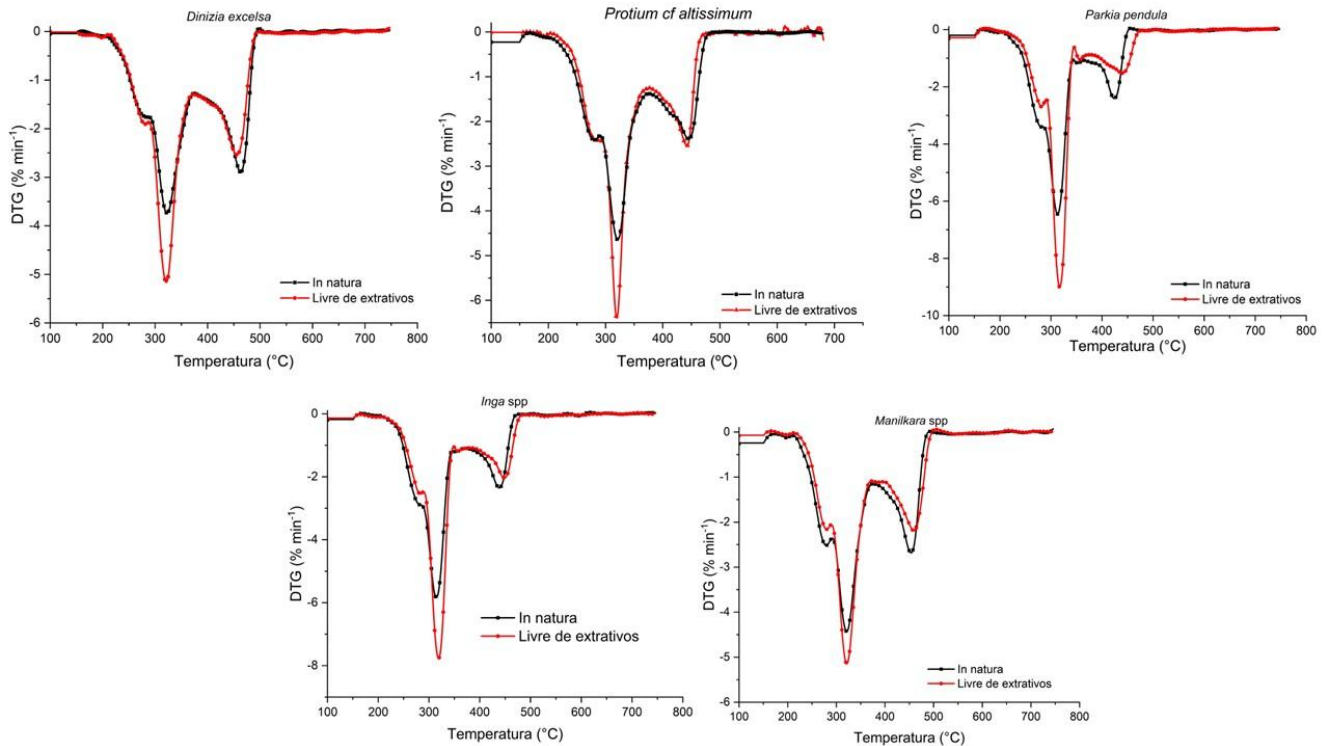 Dinizia excelsa
0
-1
-2
-3
-4
-5
-6
DTG (% min⁻¹)
In natura
Livre de extrativos
100 200 300 400 500 600 700 800
Temperatura (°C)
Protium cf altissimum
0
-1
-2
-3
-4
-5
-6
DTG (% min⁻¹)
In natura
Livre de extrativos
100 200 300 400 500 600 700
Temperatura (ºC)
Parkia pendula
0
-2
-4
-6
-8
-10
DTG (% min⁻¹)
In natura
Livre de extrativos
100 200 300 400 500 600 700 800
Temperatura (°C)
Inga spp
0
-2
-4
-6
-8
DTG (% min⁻¹)
In natura
Livre de extrativos
100 200 300 400 500 600 700 800
Temperatura (°C)
Manilkara spp
0
-1
-2
-3
-4
-5
-6
DTG (% min⁻¹)
In natura
Livre de extrativos
100 200 300 400 500 600 700 800
Temperatura (°C)